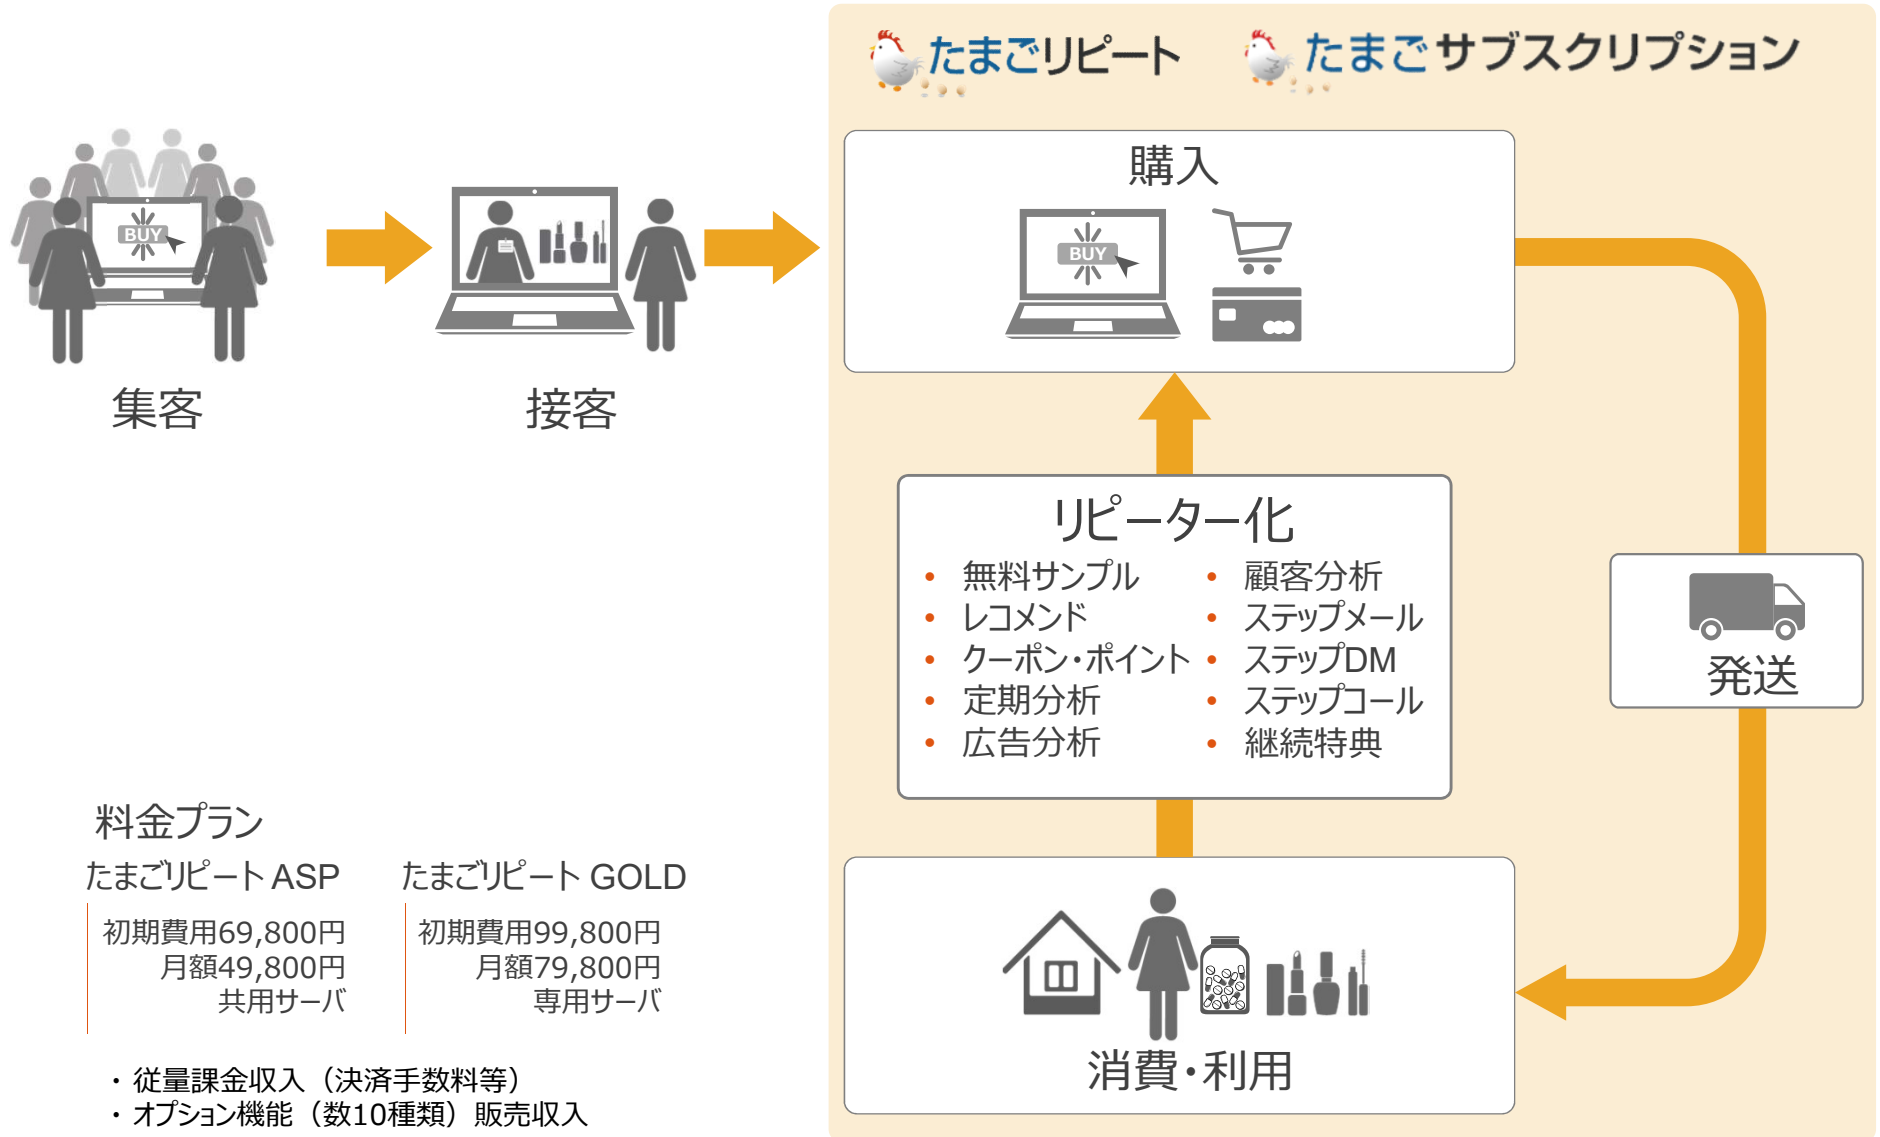 たまごリピート
たまごサブスクリプション
BUY
集客
接客
購入
BUY
リピーター化
• 無料サンプル
• レコメンド
• クーポン・ポイント
• 定期分析
• 広告分析
• 顧客分析
• ステップメール
• ステップDM
• ステップコール
• 継続特典
発送
消費・利用
料金プラン
たまごリピート ASP
初期費用69,800円
月額49,800円
共用サーバ
たまごリピート GOLD
初期費用99,800円
月額79,800円
専用サーバ
・従量課金収入（決済手数料等）
・オプション機能（数10種類）販売収入